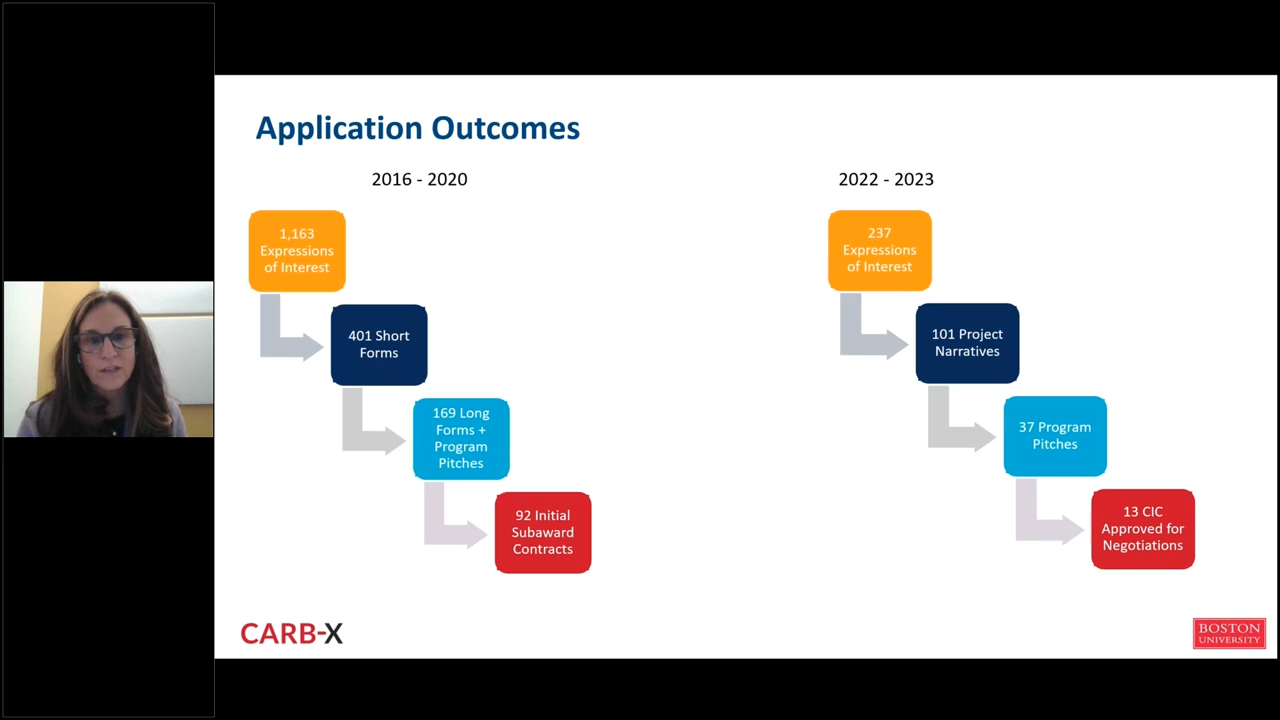 Application Outcomes
2016 - 2020
1,163
Expressions
of Interest
401 Short
Forms
169 Long
Forms +
Program
Pitches
92 Initial
Subaward
Contracts
2022 - 2023
237
Expressions
of Interest
101 Project
Narratives
37 Program
Pitches
13 CIC
Approved for
Negotiations
CARB-X
BOSTON
UNIVERSITY